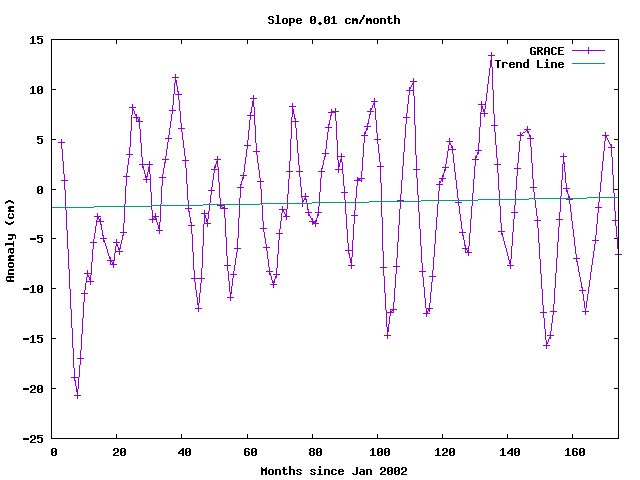 Slope 0.01 cm/month
GRACE
Trend Line
15
10
5
0
-5
-10
-15
-20
-25
Anomaly (cm)
0 20 40 60 80 100 120 140 160
Months since Jan 2002